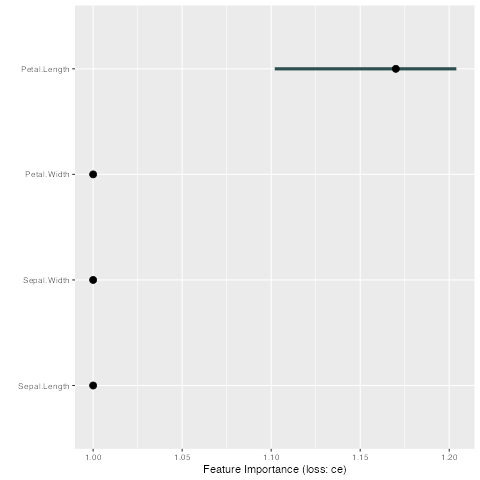 Petal.Length
Petal.Width
Sepal.Width
Sepal.Length
1.00 1.05 1.10 1.15 1.20
Feature Importance (loss: ce)